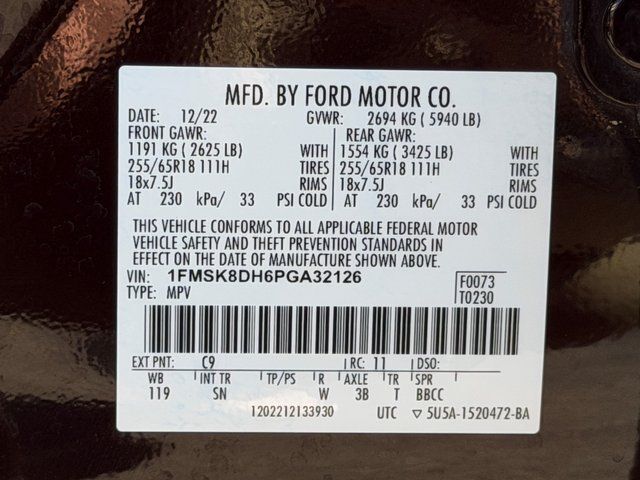 MFD. BY FORD MOTOR CO.
DATE: 12/22 GVWR: 2694 KG ( 5940 LB)
FRONT GAWR: REAR GAWR:
1191 KG ( 2625 LB) WITH 1554 KG ( 3425 LB) WITH
255/65R18 111H TIRES 255/65R18 111H TIRES
18x7.5J RIMS 18x7.5J RIMS
AT 230 kPa/ 33 PSI COLD AT 230 kPa/ 33 PSI COLD
THIS VEHICLE CONFORMS TO ALL APPLICABLE FEDERAL MOTOR
VEHICLE SAFETY AND THEFT PREVENTION STANDARDS IN
EFFECT ON THE DATE OF MANUFACTURE SHOWN ABOVE.
VIN: 1FMSK8DH6PGA32126 F0073
TYPE: MPV T0230
EXT PNT: C9 RC: 11 DSO:
WB INT TR TP/PS R AXLE TR SPR
119 SN W 3B T BBCC
1202212133930 UTC ▽ 5U5A-1520472-BA